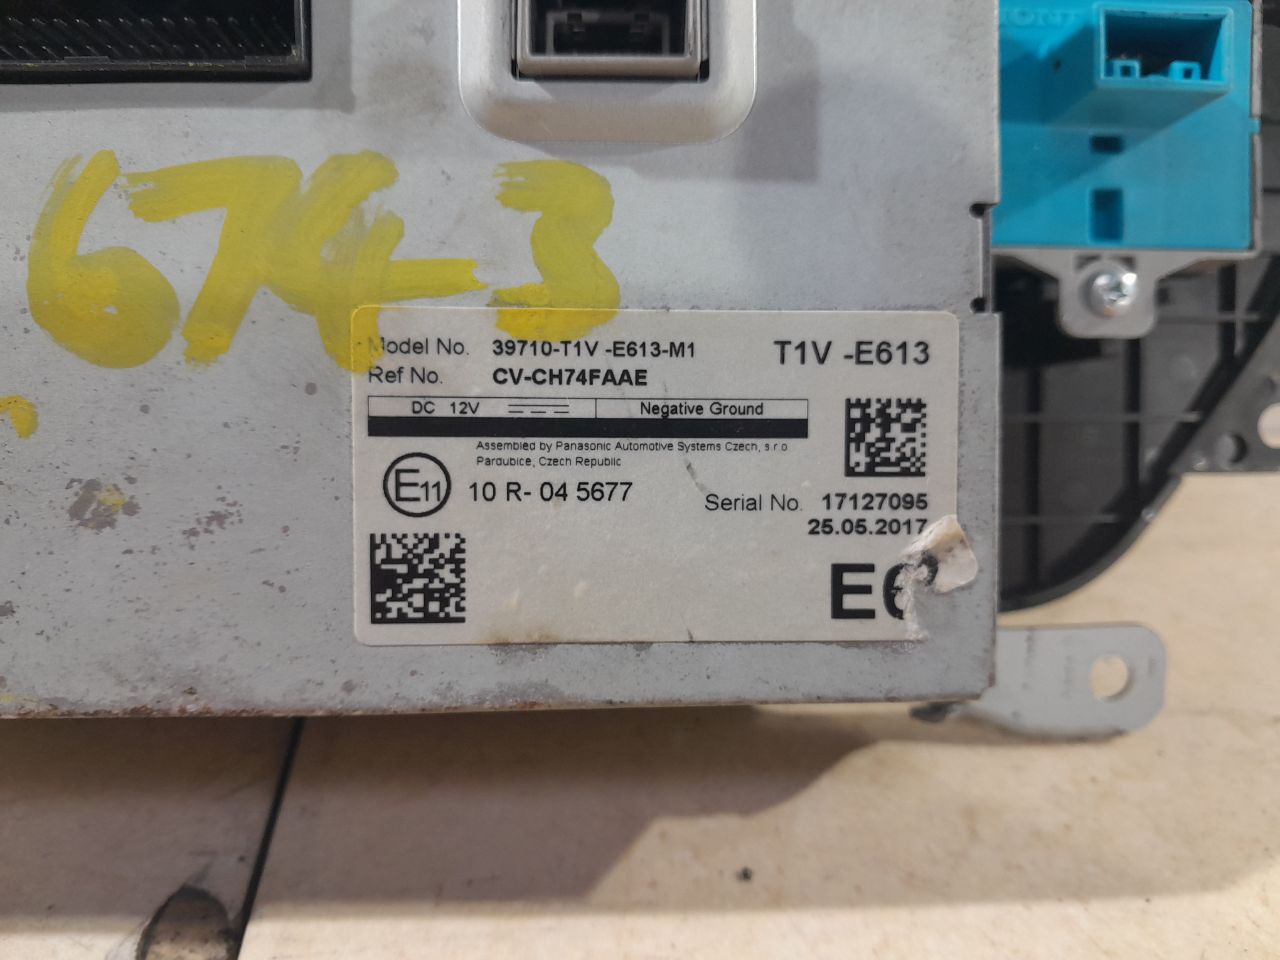 674-3
Model No. 39710-T1V -E613-M1 T1V -E613
Ref No. CV-CH74FAAE
DC 12V Negative Ground
Assembled by Panasonic Automotive Systems Czech, s.r.o
Pardubice, Czech Republic
E11 10 R- 04 5677
Serial No. 17127095
25.05.2017